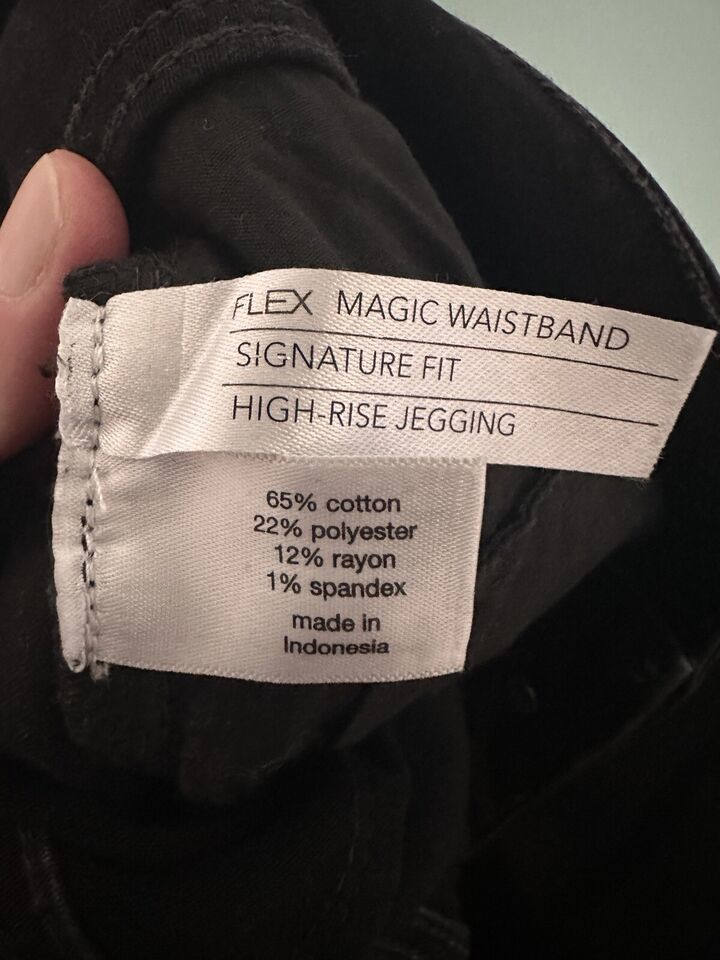 FLEX MAGIC WAISTBAND
SIGNATURE FIT
HIGH-RISE JEGGING
65% cotton
22% polyester
12% rayon
1% spandex
made in
Indonesia